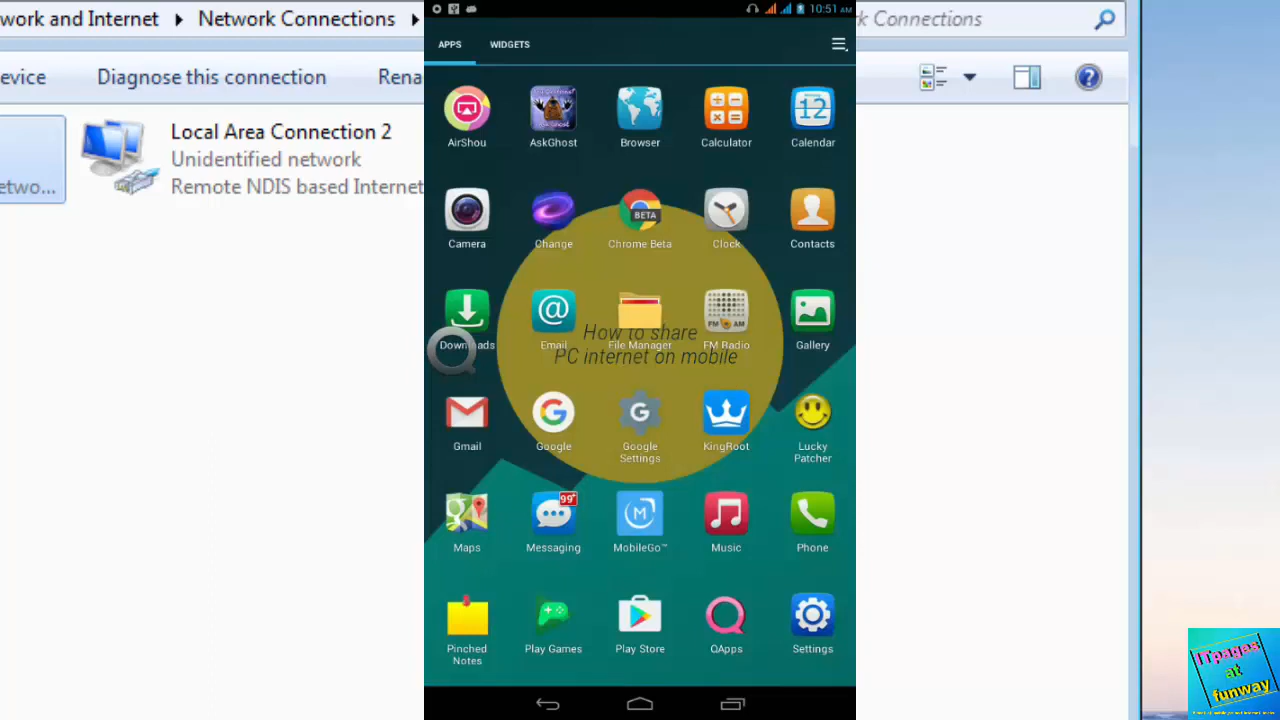 work and Internet ▸ Network Connections ▸
k Connections
evice Diagnose this connection Rena
Local Area Connection 2
Unidentified network
Remote NDIS based Internet
etwo...
10:51 AM
APPS WIDGETS
AirShou AskGhost Browser Calculator Calendar
12
BETA
Camera Change Chrome Beta Clock Contacts
FM AM
Downloads Email File Manager FM Radio Gallery
How to share
PC internet on mobile
Gmail Google Google Settings KingRoot Lucky Patcher
99+
Maps Messaging MobileGo™ Music Phone
Pinched Notes Play Games Play Store QApps Settings
ITpages
at
funway